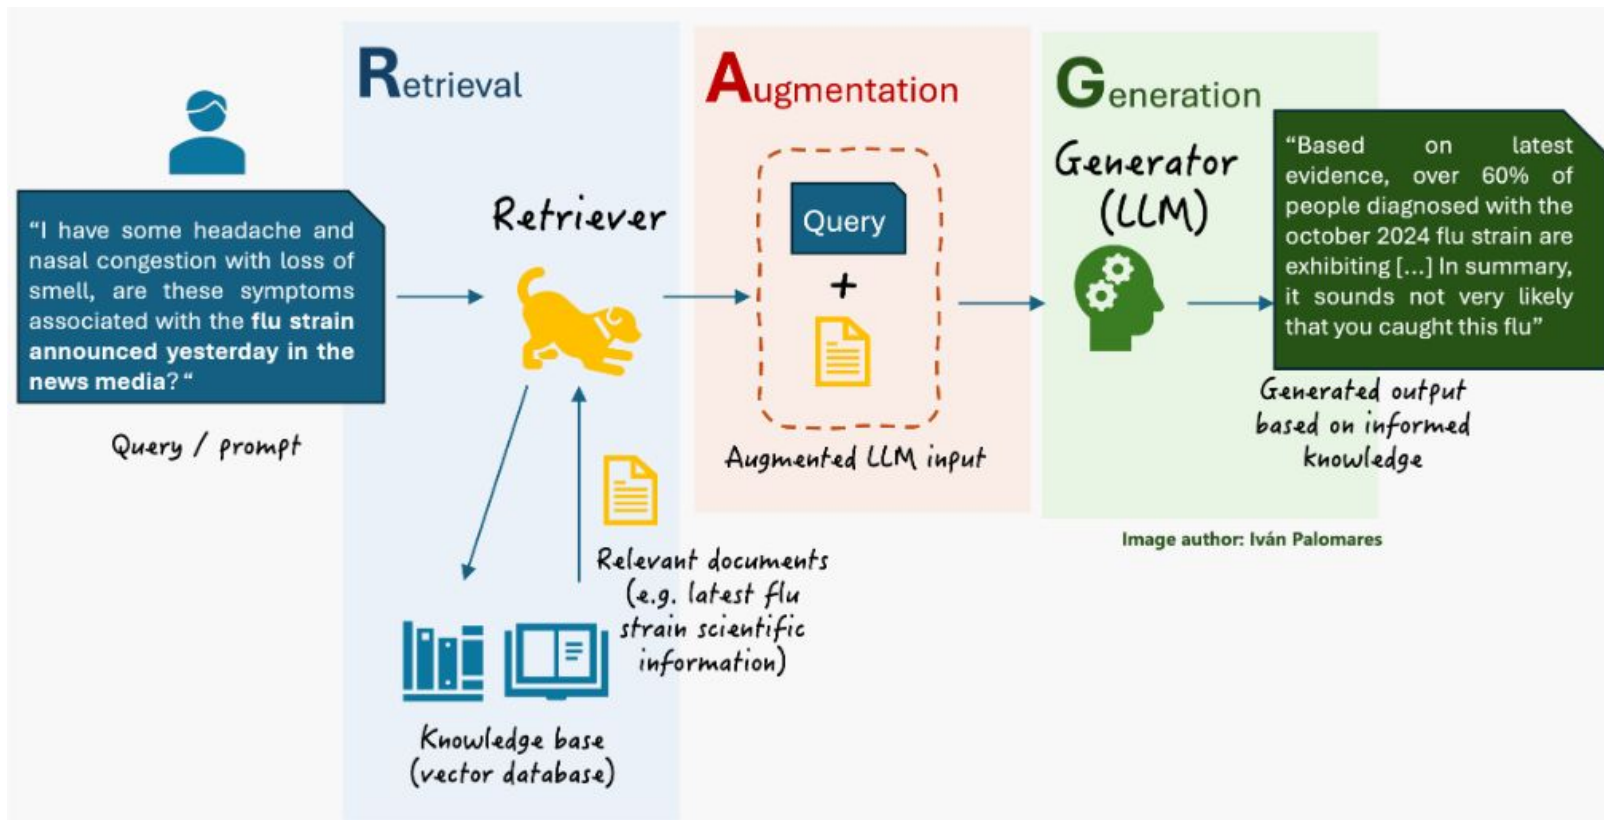 Retrieval
Augmentation
Generation
“I have some headache and
nasal congestion with loss of
smell, are these symptoms
associated with the flu strain
announced yesterday in the
news media? “
Query / prompt
Retriever
Relevant documents
(e.g. latest flu
strain scientific
information)
Knowledge base
(vector database)
Query
+
Augmented LLM input
Generator
(LLM)
“Based on latest
evidence, over 60% of
people diagnosed with the
october 2024 flu strain are
exhibiting [...] In summary,
it sounds not very likely
that you caught this flu”
Generated output
based on informed
knowledge
Image author: Iván Palomares